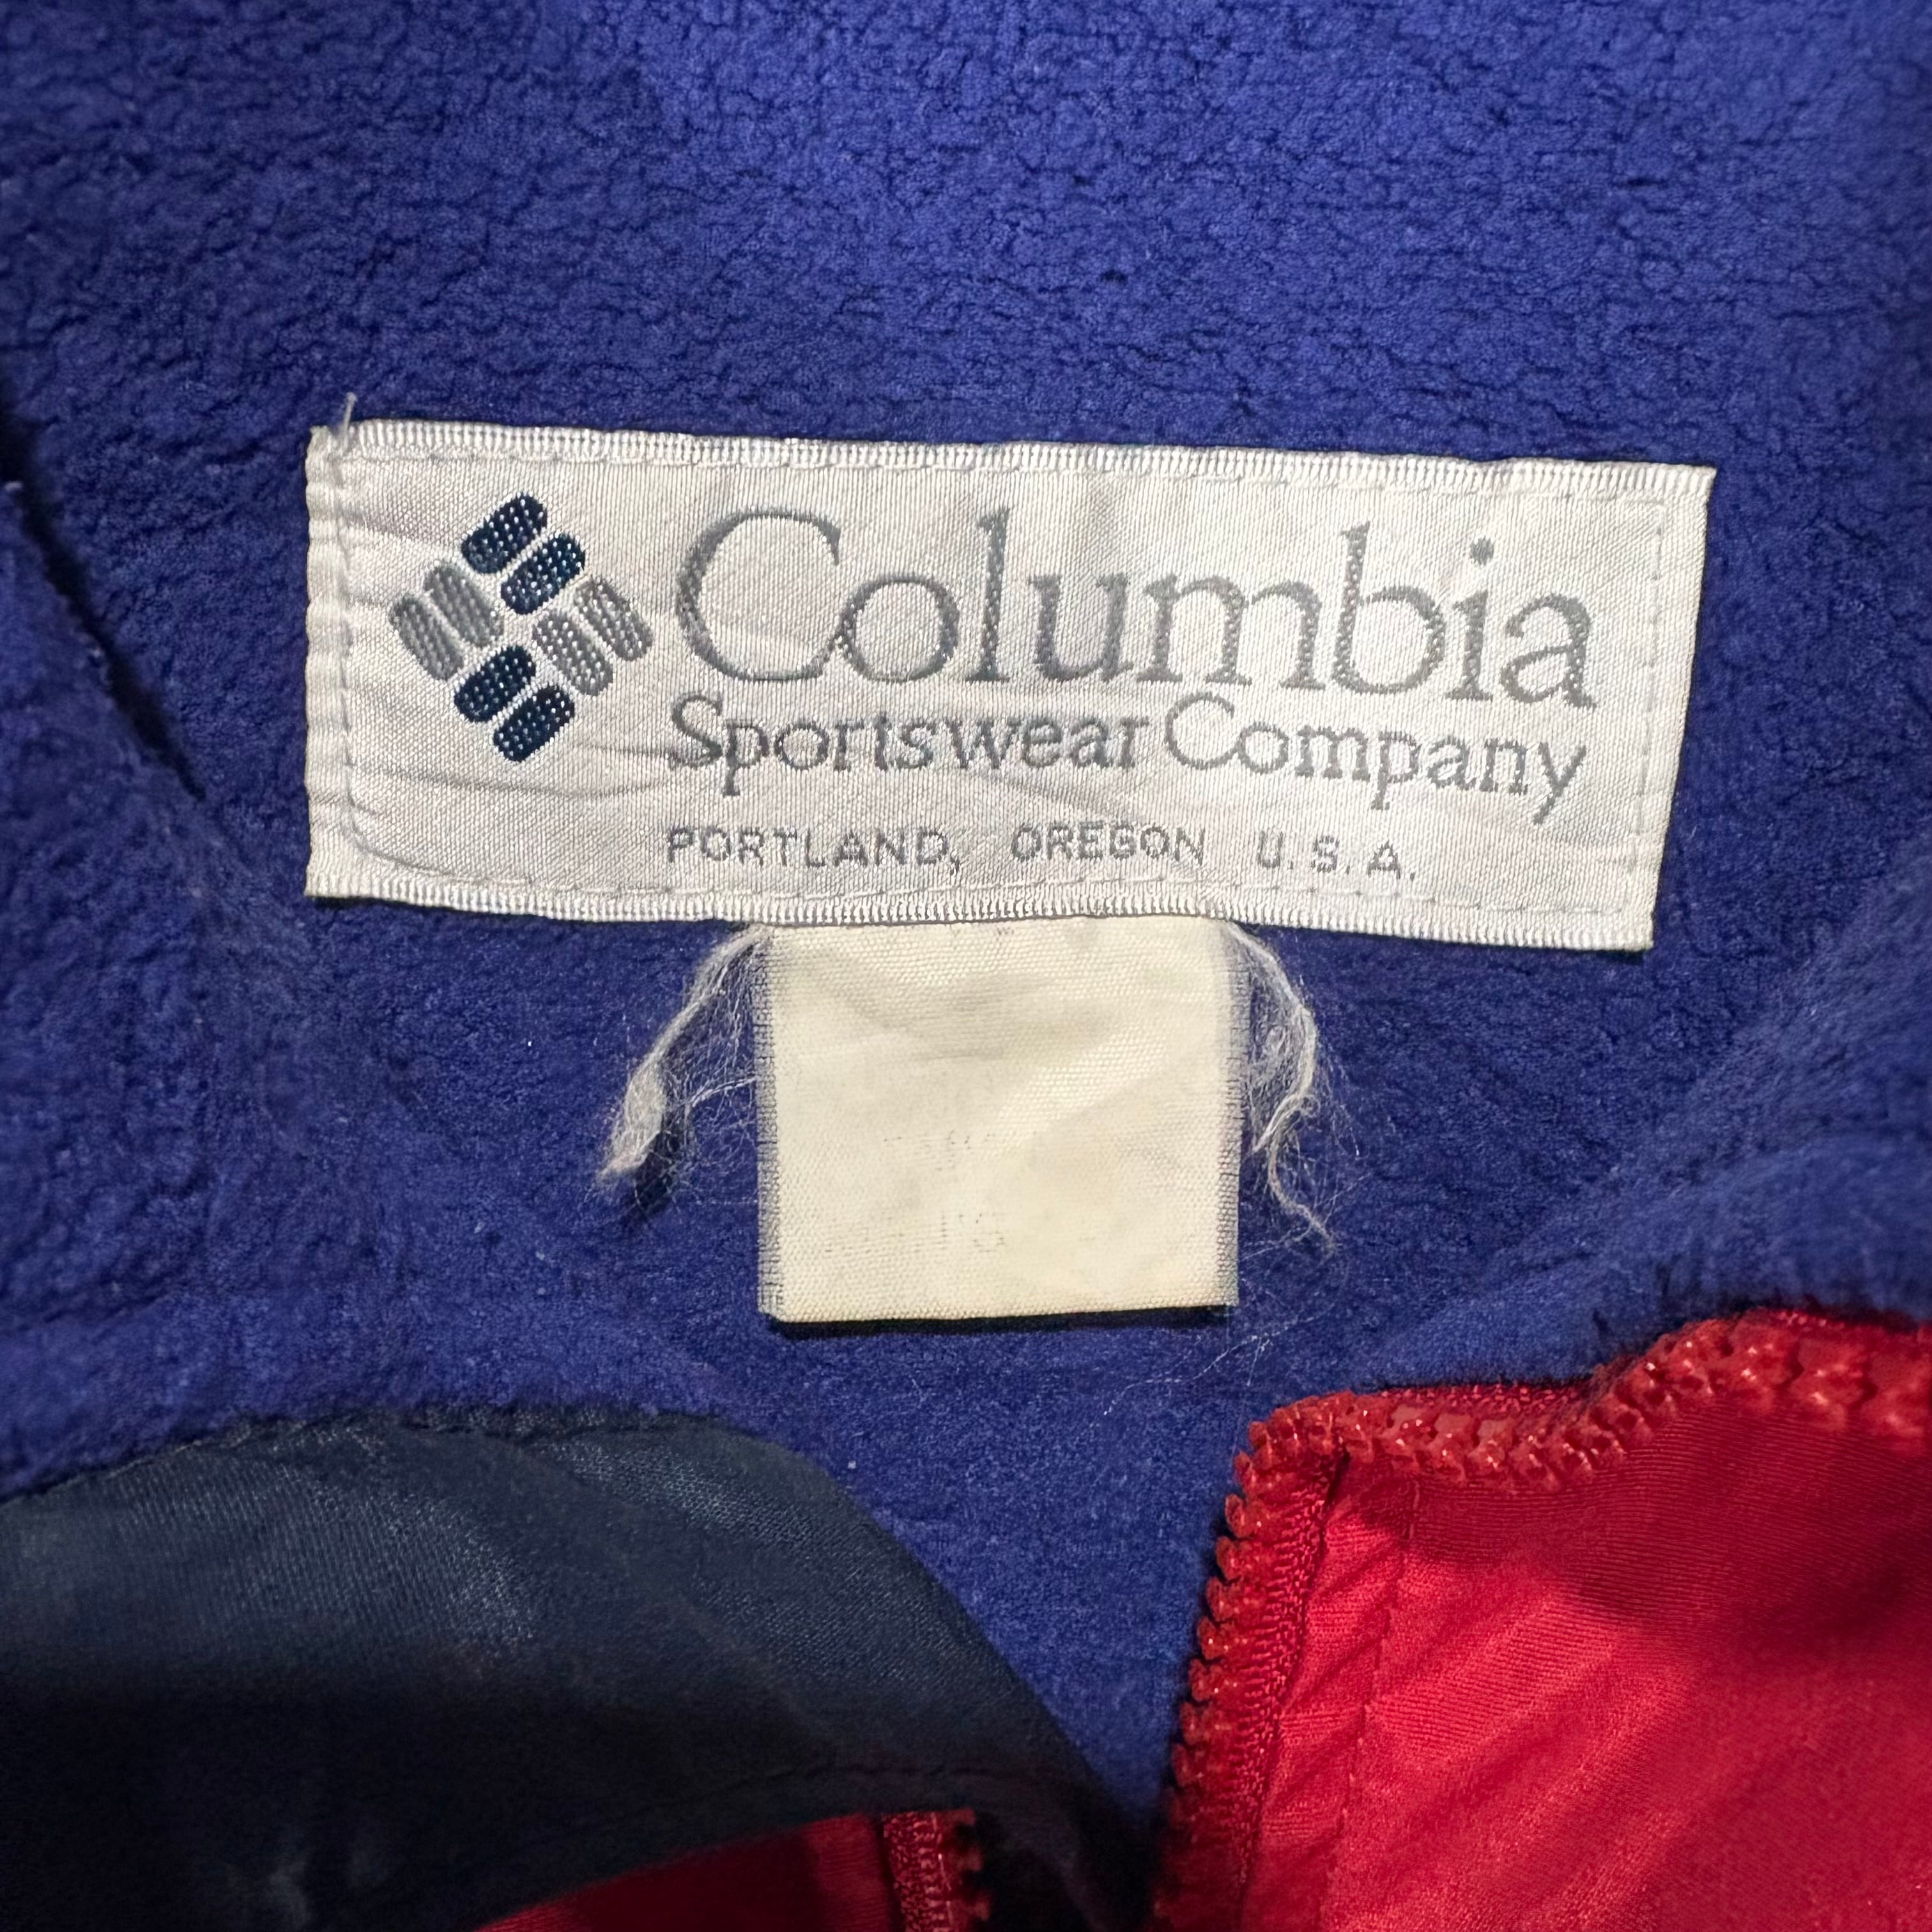 Columbia
Sportswear Company
PORTLAND, OREGON U.S.A.